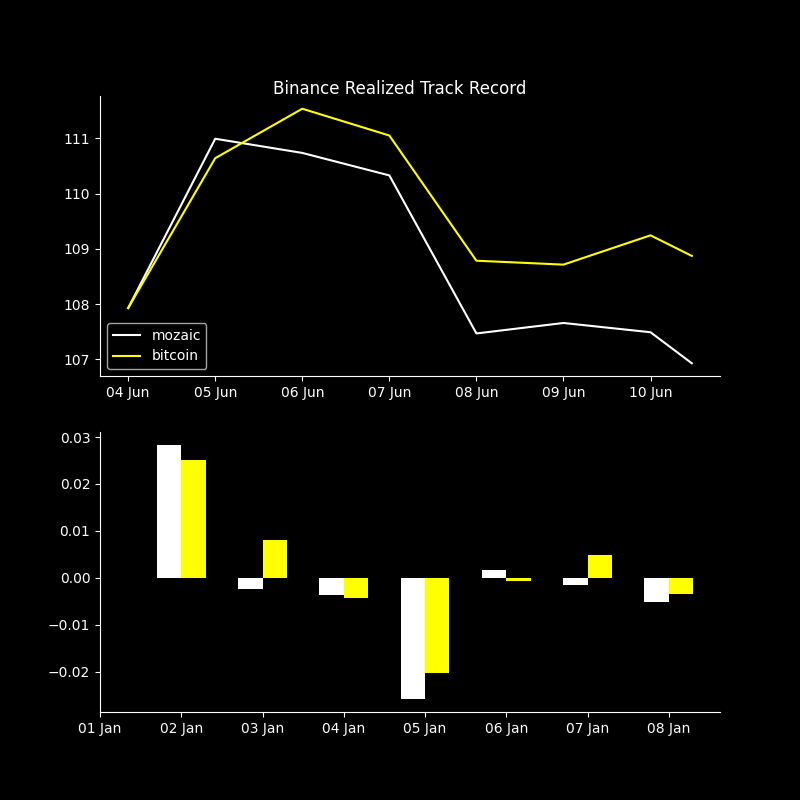 Binance Realized Track Record
111
110
109
108
107
mozaic
bitcoin
04 Jun 05 Jun 06 Jun 07 Jun 08 Jun 09 Jun 10 Jun
0.03
0.02
0.01
0.00
−0.01
−0.02
01 Jan 02 Jan 03 Jan 04 Jan 05 Jan 06 Jan 07 Jan 08 Jan